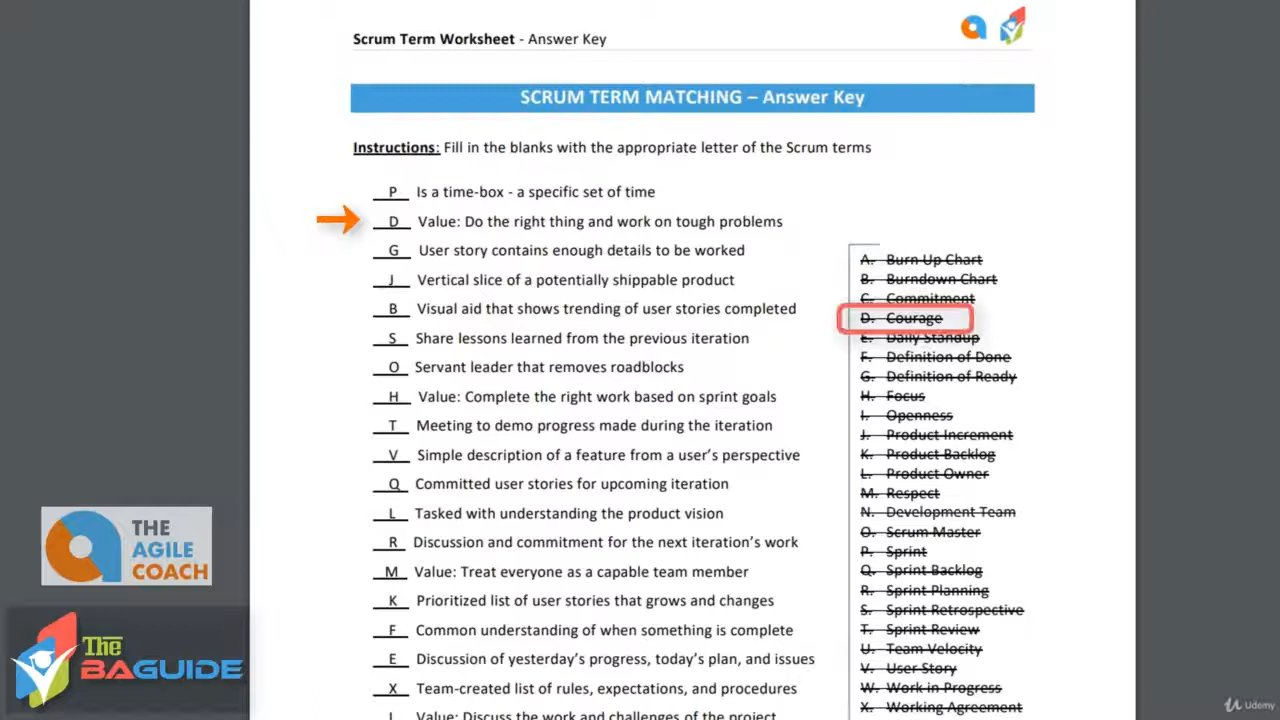 Scrum Term Worksheet - Answer Key
SCRUM TERM MATCHING – Answer Key
Instructions: Fill in the blanks with the appropriate letter of the Scrum terms
P Is a time-box - a specific set of time
D Value: Do the right thing and work on tough problems
G User story contains enough details to be worked
J Vertical slice of a potentially shippable product
B Visual aid that shows trending of user stories completed
S Share lessons learned from the previous iteration
O Servant leader that removes roadblocks
H Value: Complete the right work based on sprint goals
T Meeting to demo progress made during the iteration
V Simple description of a feature from a user's perspective
Q Committed user stories for upcoming iteration
L Tasked with understanding the product vision
R Discussion and commitment for the next iteration's work
M Value: Treat everyone as a capable team member
K Prioritized list of user stories that grows and changes
F Common understanding of when something is complete
E Discussion of yesterday's progress, today's plan, and issues
X Team-created list of rules, expectations, and procedures
I Value: Discuss the work and challenges of the project
A. Burn Up Chart
B. Burndown Chart
C. Commitment
D. Courage
E. Daily Standup
F. Definition of Done
G. Definition of Ready
H. Focus
I. Openness
J. Product Increment
K. Product Backlog
L. Product Owner
M. Respect
N. Development Team
O. Scrum Master
P. Sprint
Q. Sprint Backlog
R. Sprint Planning
S. Sprint Retrospective
T. Sprint Review
U. Team Velocity
V. User Story
W. Work in Progress
X. Working Agreement
THE
AGILE
COACH
The
BAGUIDE
Udemy